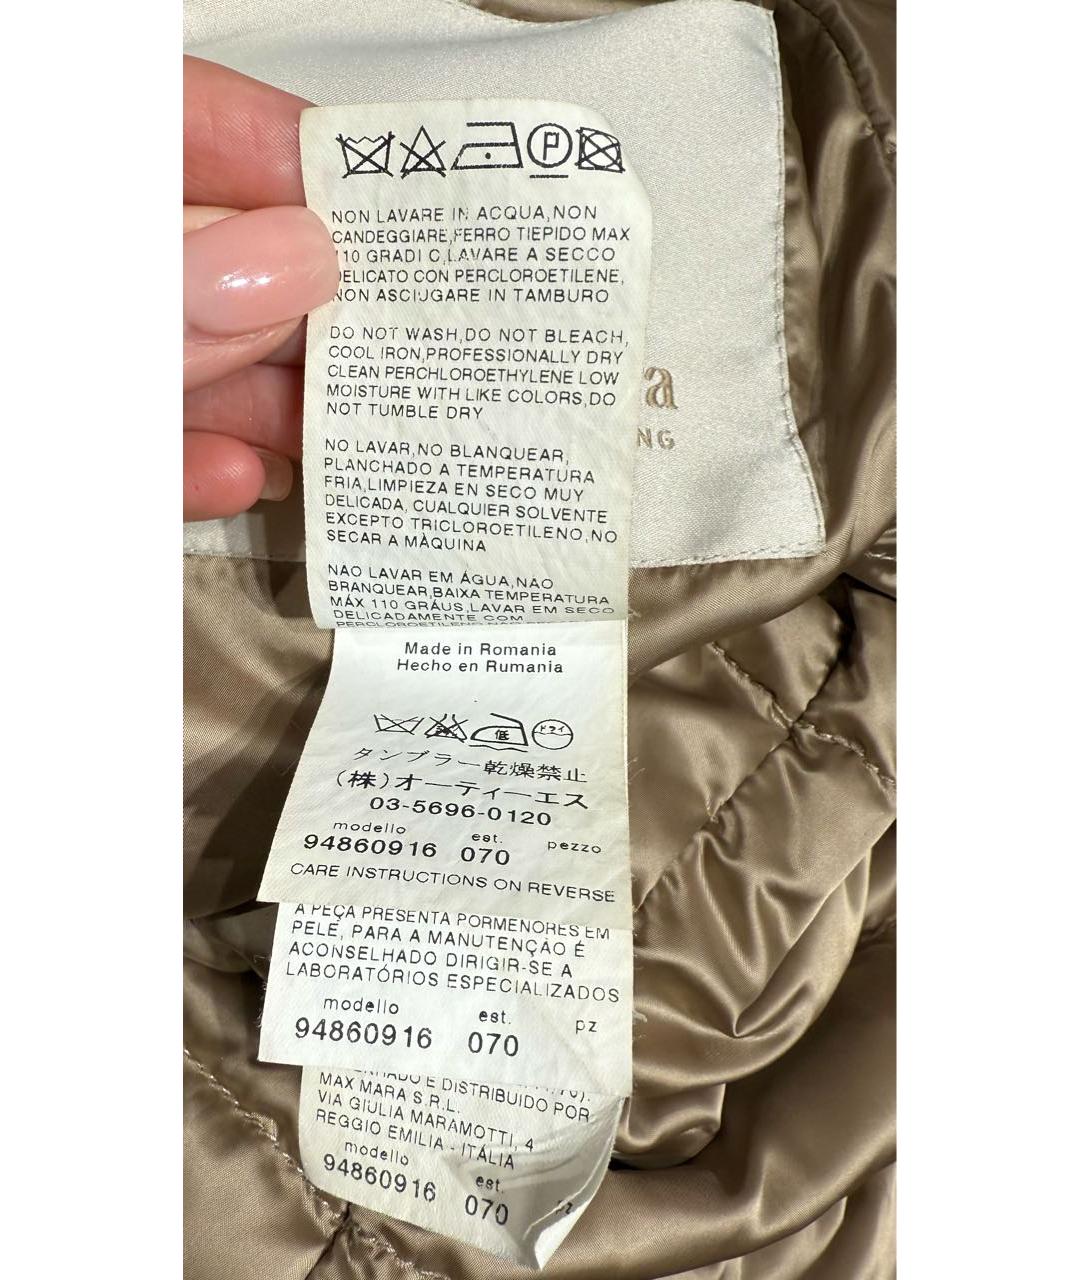 NON LAVARE IN ACQUA,NON
CANDEGGIARE,FERRO TIEPIDO MAX
110 GRADI C,LAVARE A SECCO
DELICATO CON PERCLOROETILENE,
NON ASCIUGARE IN TAMBURO
DO NOT WASH,DO NOT BLEACH,
COOL IRON,PROFESSIONALLY DRY
CLEAN PERCHLOROETHYLENE LOW
MOISTURE WITH LIKE COLORS,DO
NOT TUMBLE DRY
a
NG
NO LAVAR,NO BLANQUEAR,
PLANCHADO A TEMPERATURA
FRIA,LIMPIEZA EN SECO MUY
DELICADA, CUALQUIER SOLVENTE
EXCEPTO TRICLOROETILENO,NO
SECAR A MÀQUINA
NAO LAVAR EM ÁGUA,NÃO
BRANQUEAR,BAIXA TEMPERATURA
MÁX 110 GRÁUS,LAVAR EM SECO
DELICADAMENTE COM
PERCLOROETILENO
Made in Romania
Hecho en Rumania
低 ドライ
タンブラー乾燥禁止
(株)オーティーエス
03-5696-0120
modello est. pezzo
94860916 070
CARE INSTRUCTIONS ON REVERSE
A PEÇA PRESENTA PORMENORES EM
PELE, PARA A MANUTENÇÃO É
ACONSELHADO DIRIGIR-SE A
LABORATÓRIOS ESPECIALIZADOS
modello est. pz
94860916 070
E DISTRIBUIDO POR
MAX MARA S.R.L.
VIA GIULIA MARAMOTTI, 4
REGGIO EMILIA - ITÁLIA
modello est. pz
94860916 070